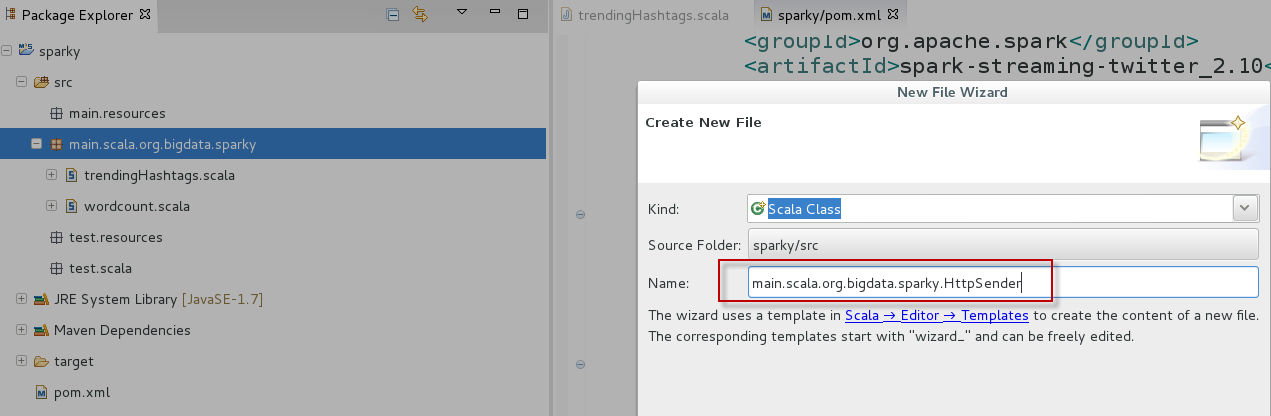 Package Explorer
sparky
src
main.resources
main.scala.org.bigdata.sparky
trendingHashtags.scala
wordcount.scala
test.resources
test.scala
JRE System Library [JavaSE-1.7]
Maven Dependencies
target
pom.xml
trendingHashtags.scala
sparky/pom.xml
<groupId>org.apache.spark</groupId>
<artifactId>spark-streaming-twitter_2.10<
New File Wizard
Create New File
Kind: Scala Class
Source Folder: sparky/src
Name: main.scala.org.bigdata.sparky.HttpSender
The wizard uses a template in Scala → Editor → Templates to create the content of a new file.
The corresponding templates start with "wizard_" and can be freely edited.